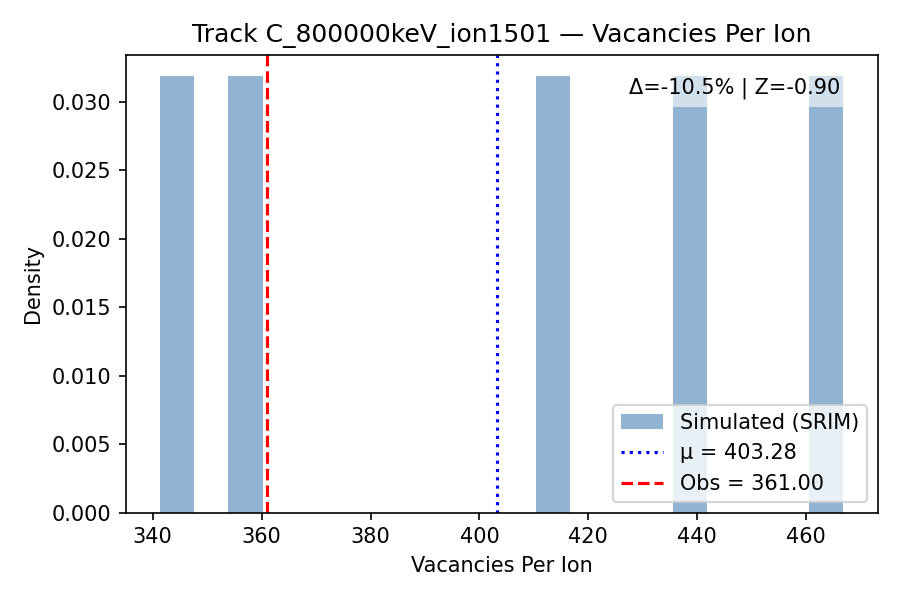 Track C_800000keV_ion1501 — Vacancies Per Ion
Δ=-10.5% | Z=-0.90
Density
0.030
0.025
0.020
0.015
0.010
0.005
0.000
340
360
380
400
420
440
460
Vacancies Per Ion
Simulated (SRIM)
μ = 403.28
Obs = 361.00